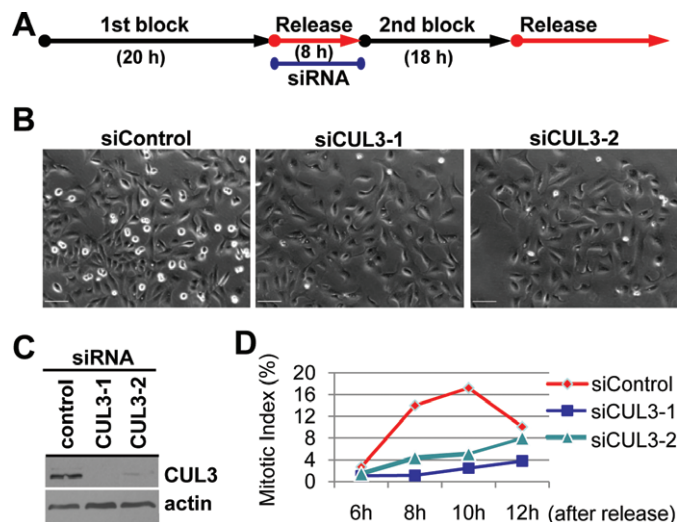 A
1st block
Release
2nd block
Release
(20 h)
(8 h)
(18 h)
siRNA
B
siControl
siCUL3-1
siCUL3-2
C
siRNA
control
CUL3-1
CUL3-2
CUL3
actin
D
Mitotic Index (%)
20
16
12
8
4
0
6h
8h
10h
12h
(after release)
siControl
siCUL3-1
siCUL3-2